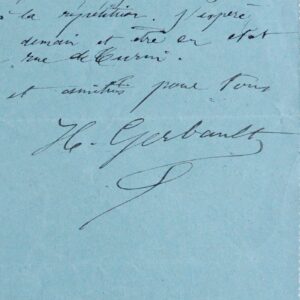 à la répétition. J'espère
demain et être en état
rue de Turin.
et amitiés pour tous
H. Gerbault